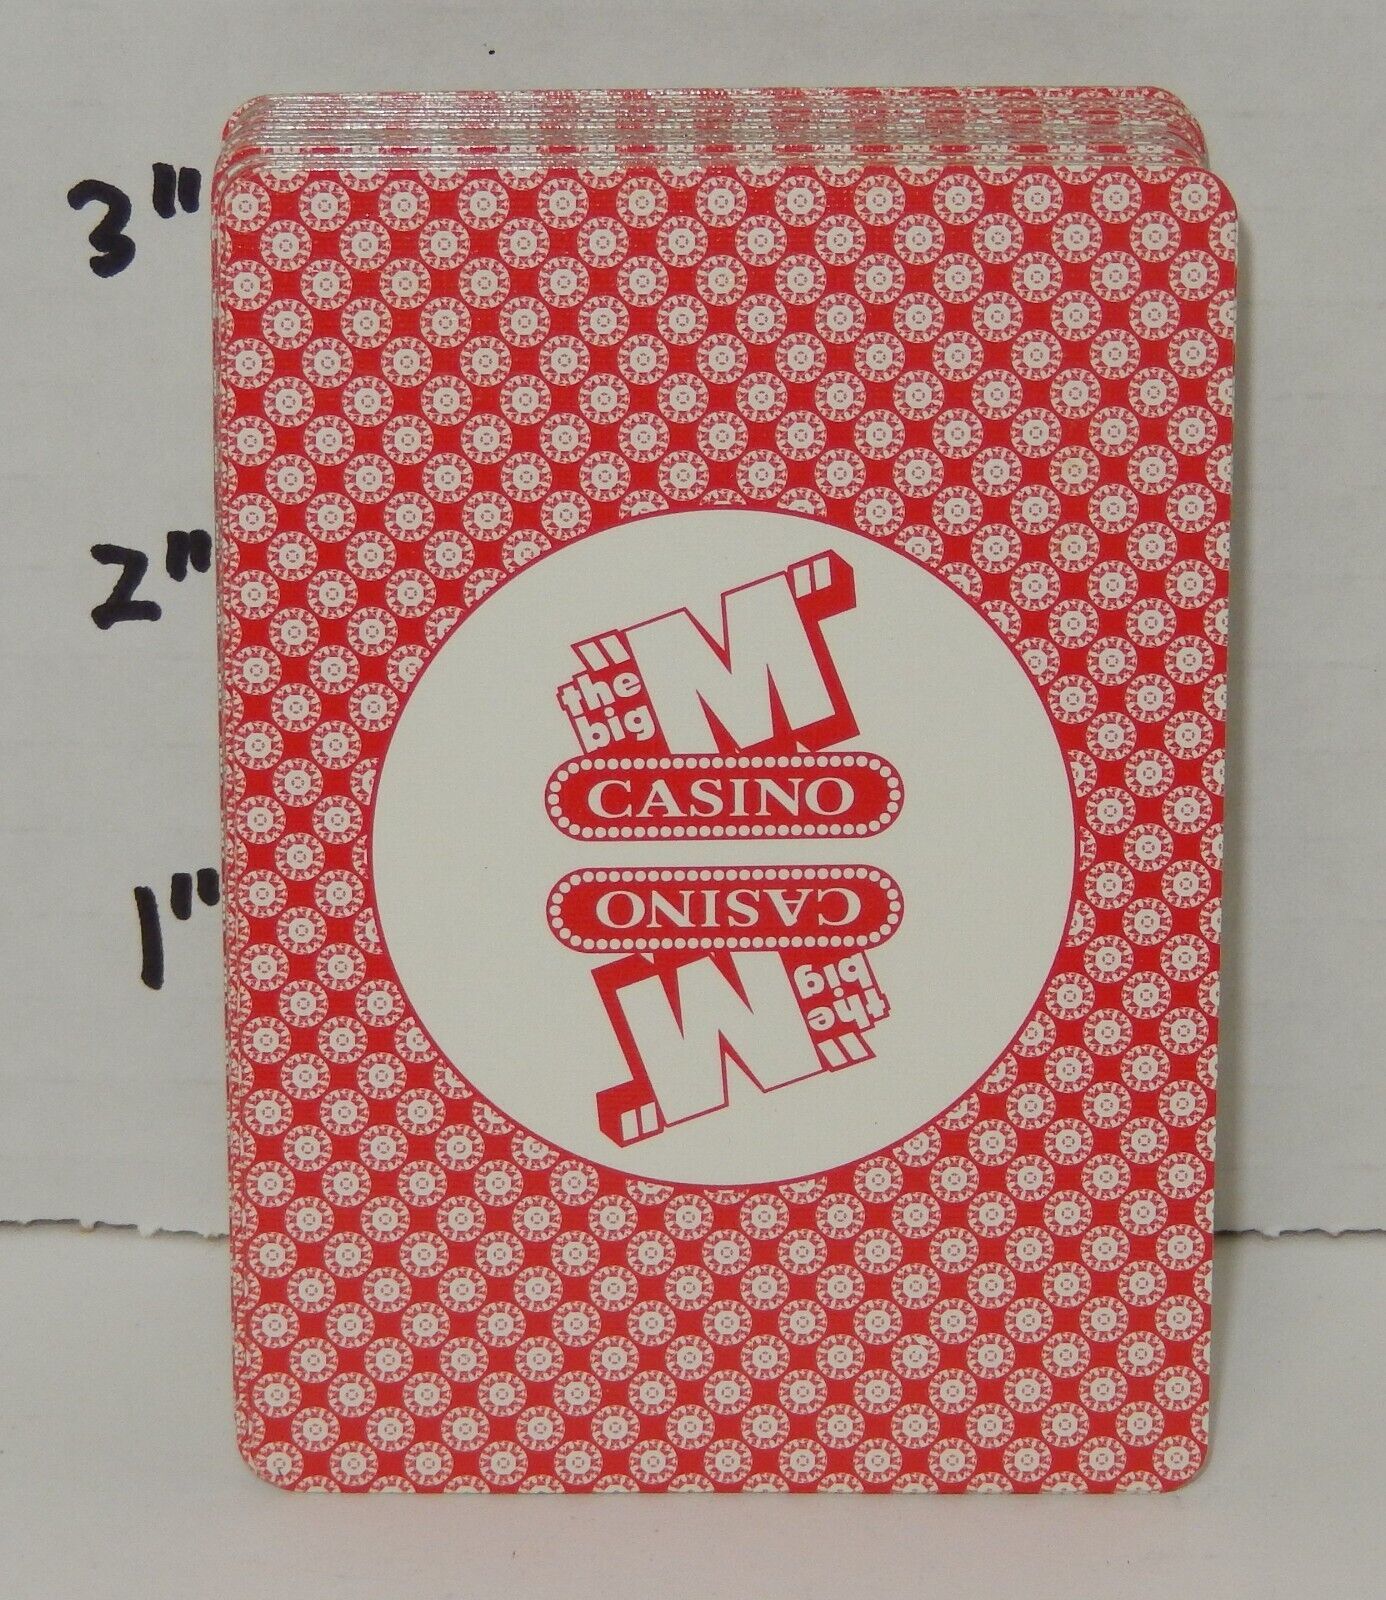 3"
2"
1"
the big "M"
CASINO
CASINO
the big "M"